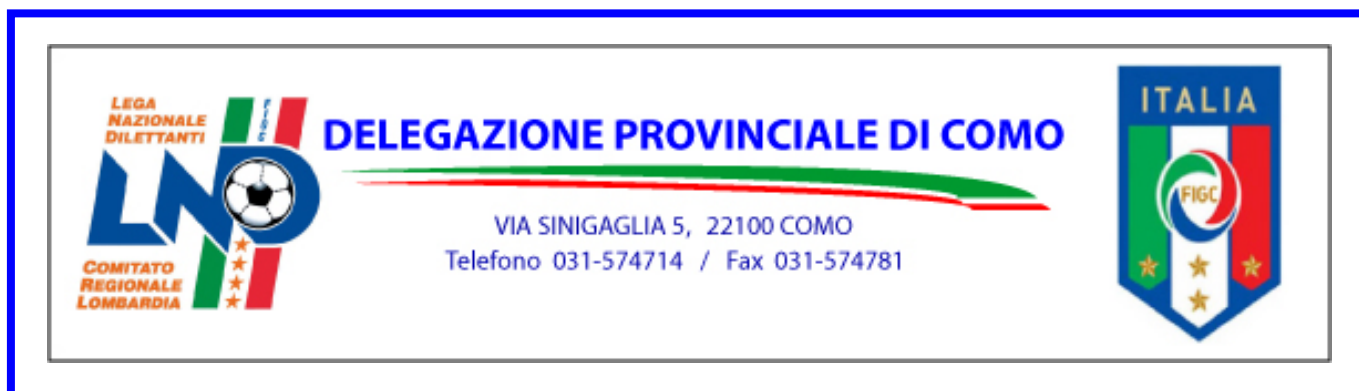 LEGA
NAZIONALE
DILETTANTI
FIGC
LND
COMITATO
REGIONALE
LOMBARDIA
DELEGAZIONE PROVINCIALE DI COMO
VIA SINIGAGLIA 5, 22100 COMO
Telefono 031-574714 / Fax 031-574781
ITALIA
FIGC